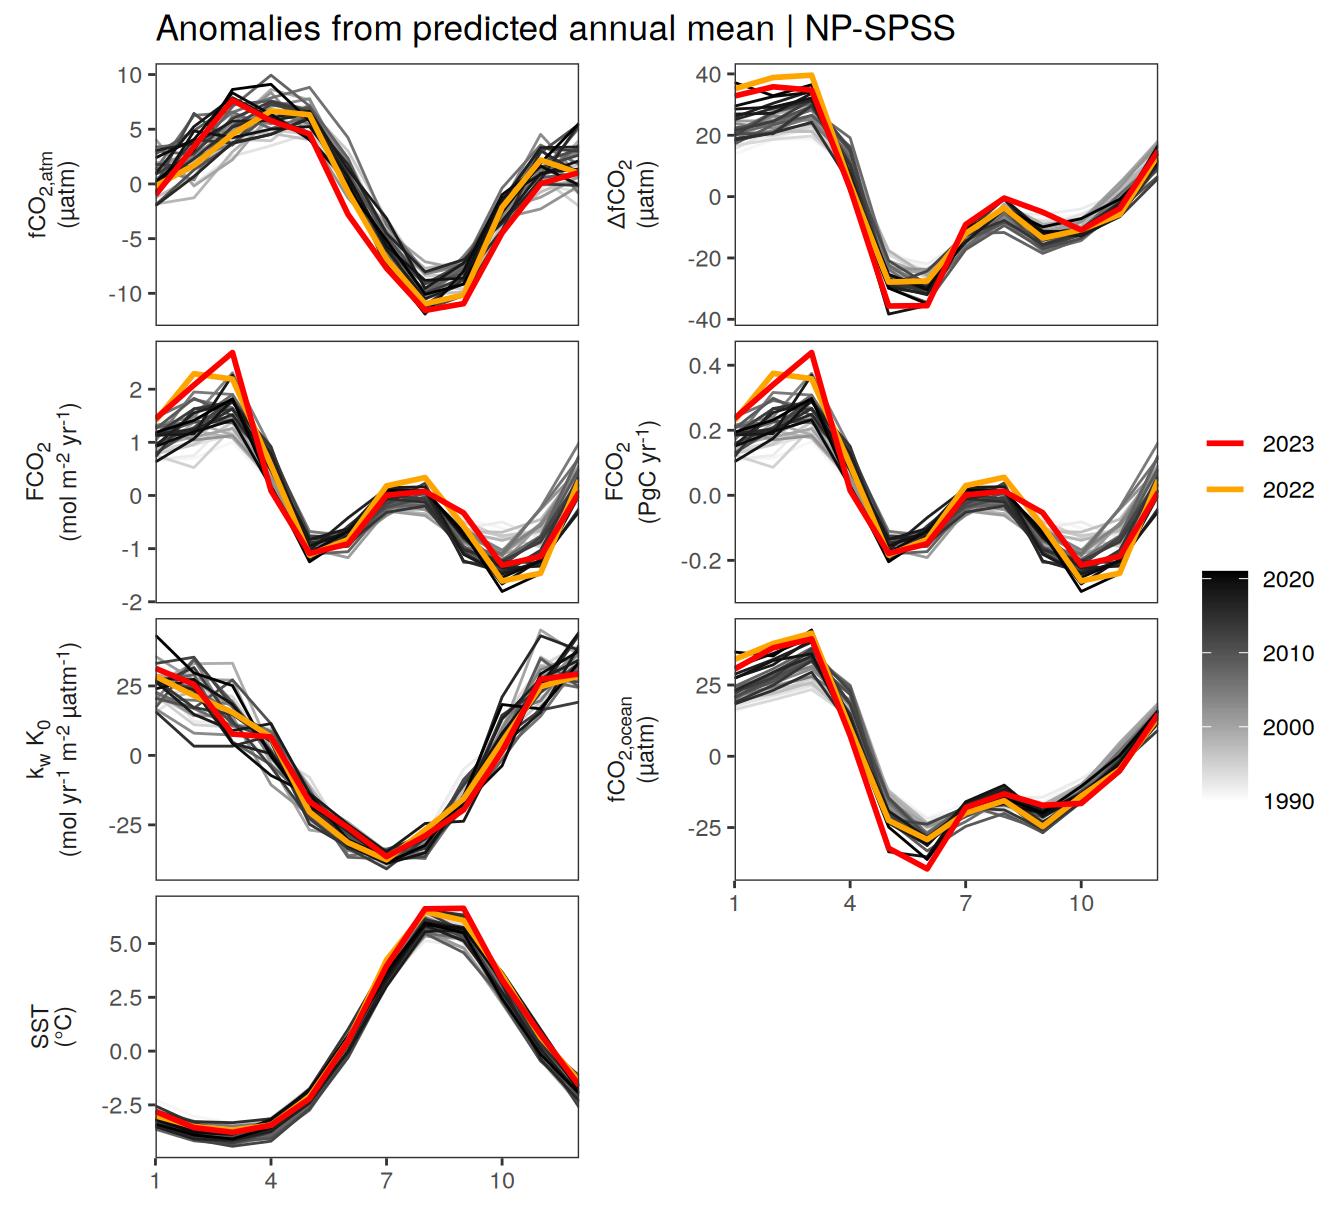 Anomalies from predicted annual mean | NP-SPSS
fCO2,atm
(µatm)
10
5
0
-5
-10
ΔfCO2
(µatm)
40
20
0
-20
-40
FCO2
(mol m-2 yr-1)
2
1
0
-1
-2
FCO2
(PgC yr-1)
0.4
0.2
0.0
-0.2
kw K0
(mol yr-1 m-2 µatm-1)
25
0
-25
fCO2,ocean
(µatm)
25
0
-25
1 4 7 10
SST
(°C)
5.0
2.5
0.0
-2.5
1 4 7 10
2023
2022
2020
2010
2000
1990